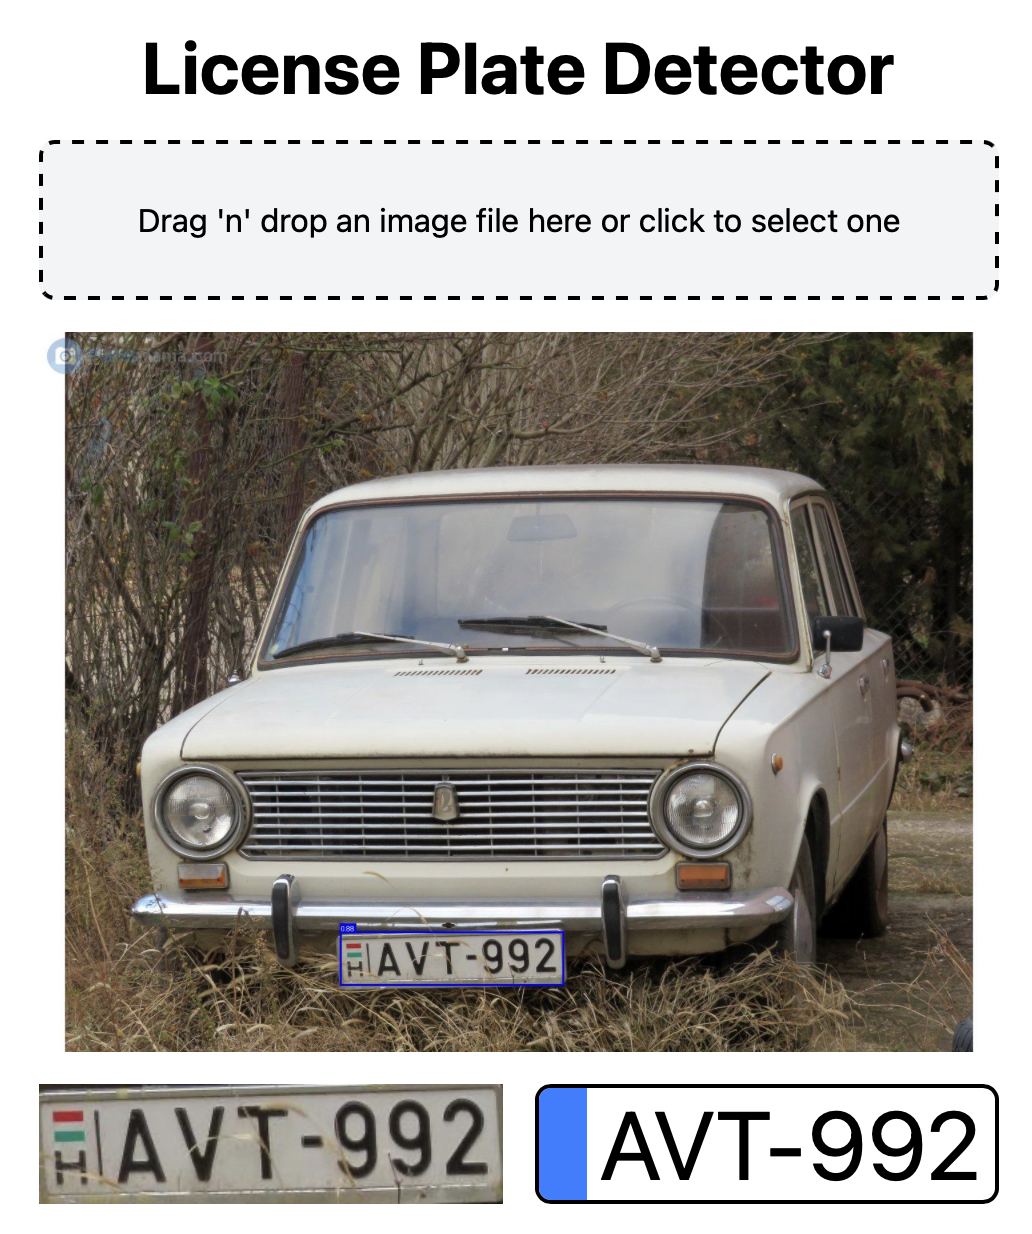 License Plate Detector
Drag 'n' drop an image file here or click to select one
0.88
H AVT-992
H AVT-992
AVT-992